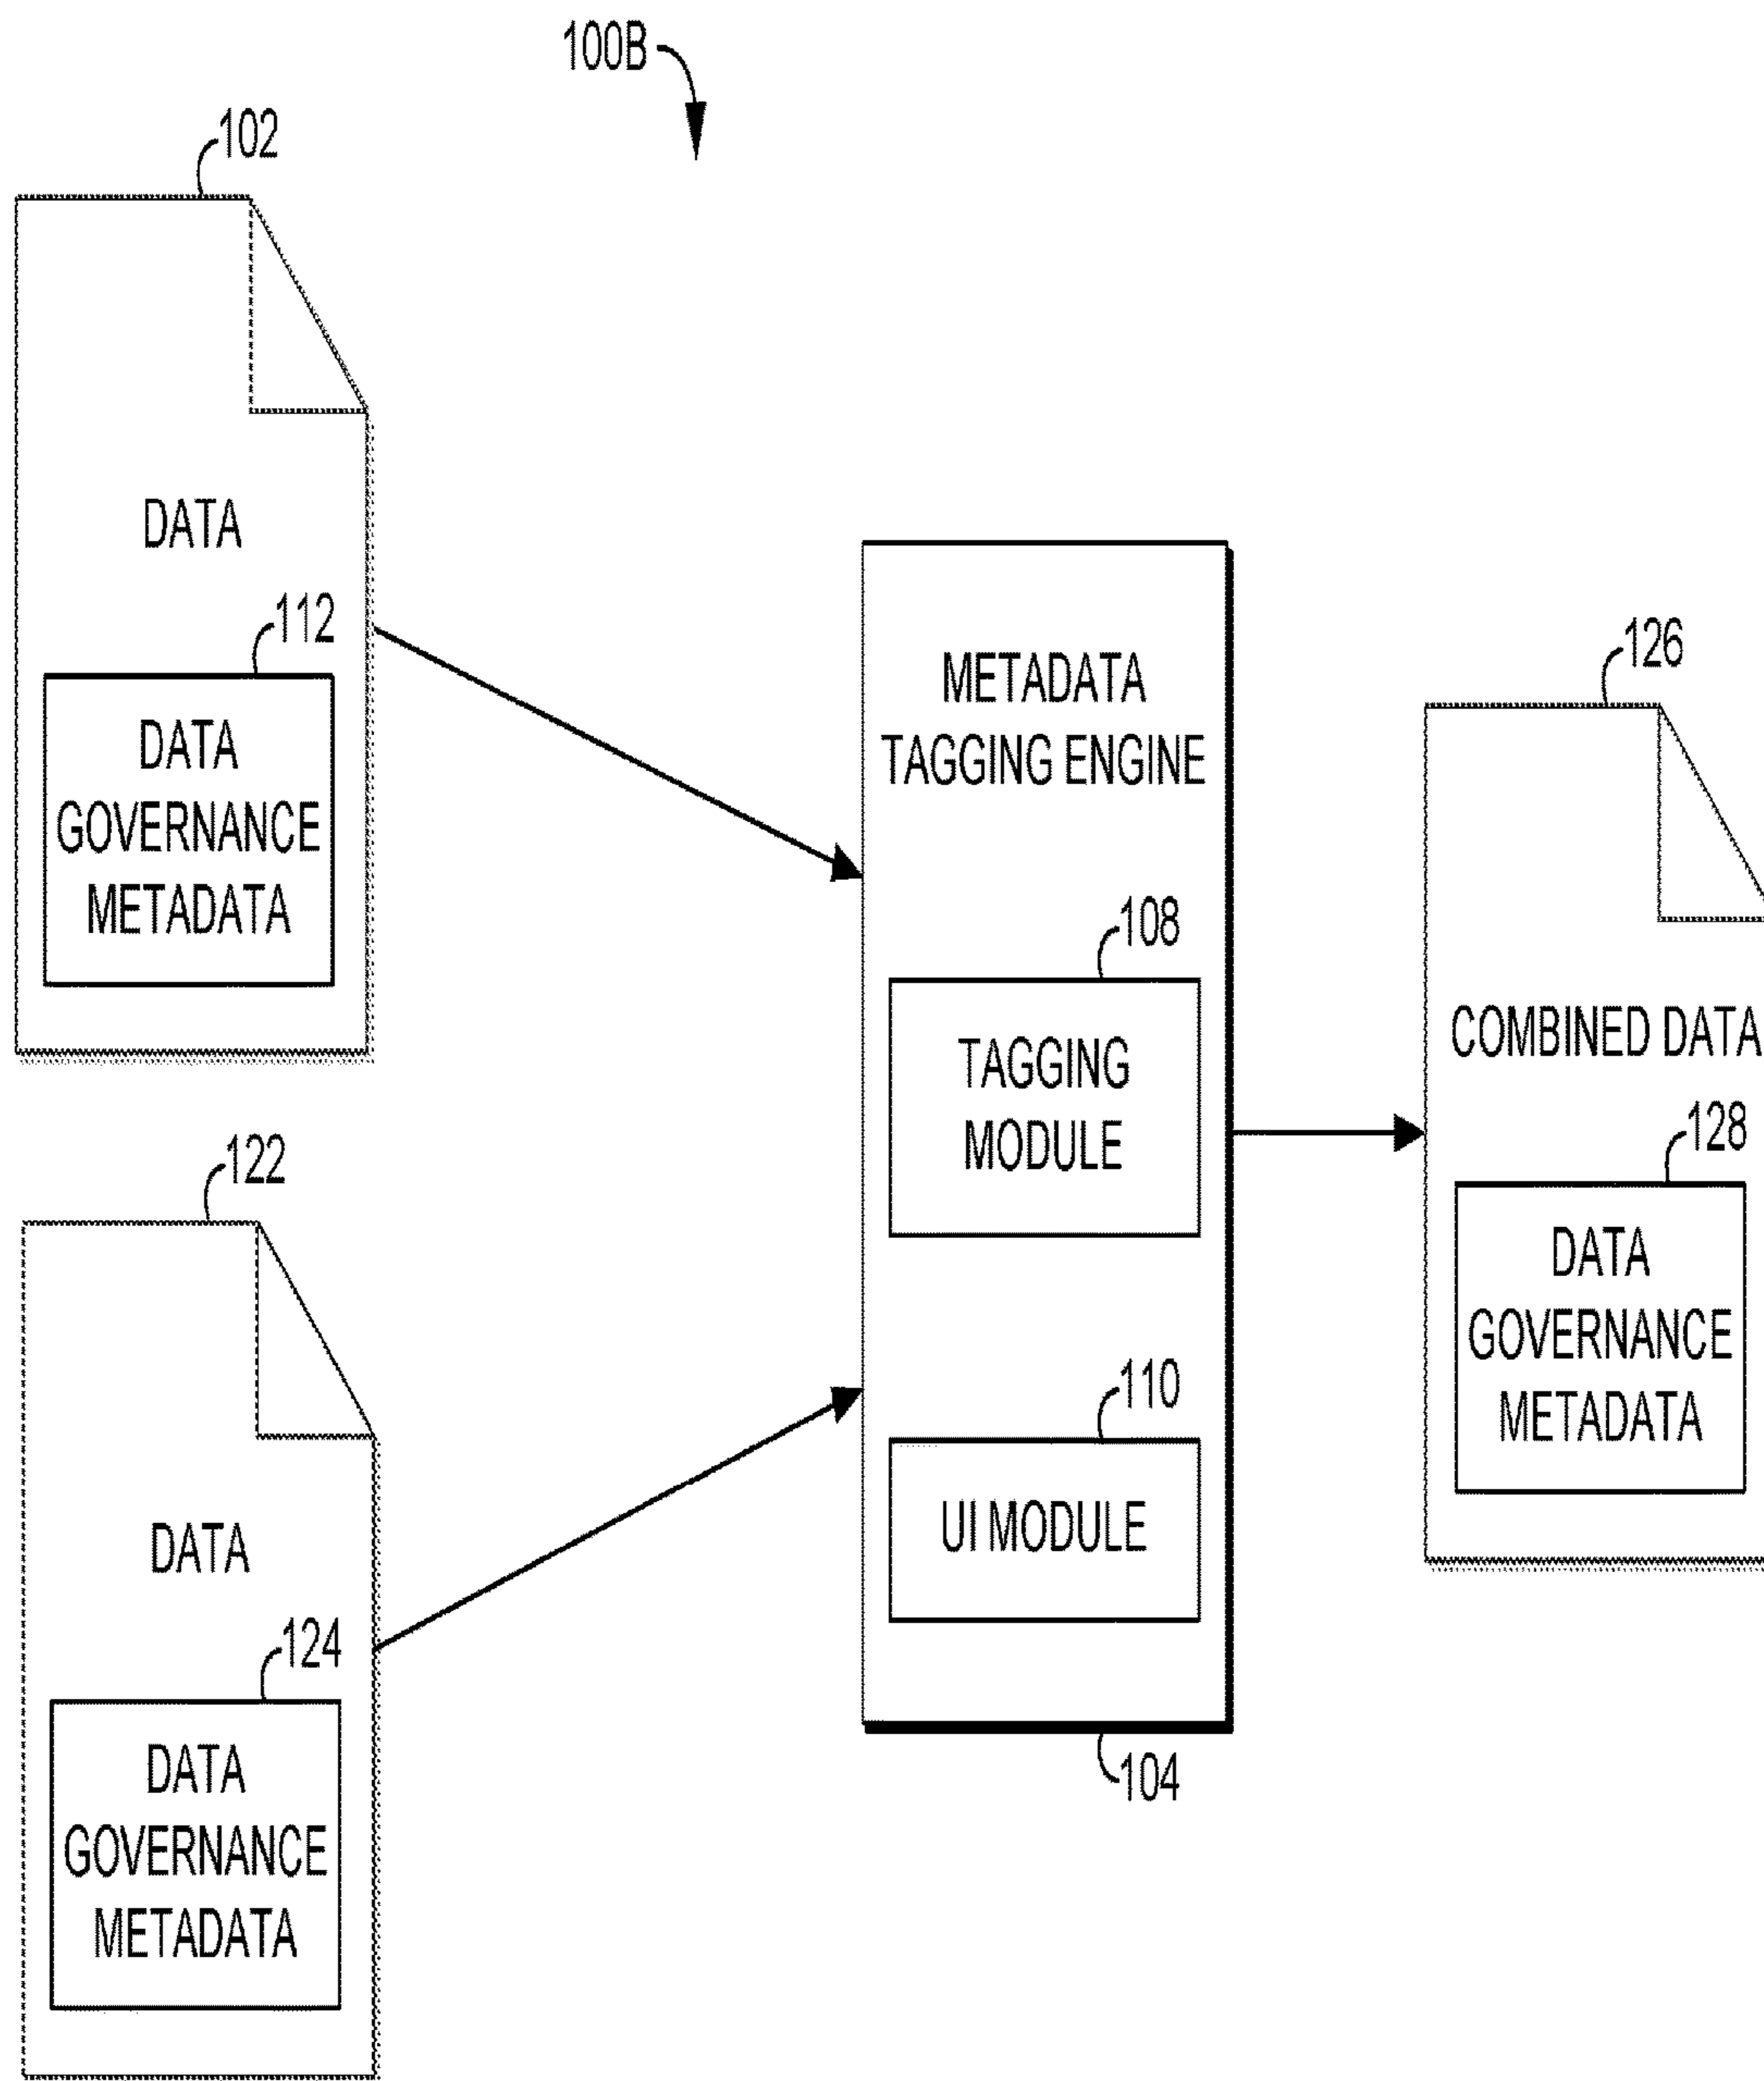 100B
102
DATA
112
DATA
GOVERNANCE
METADATA
122
DATA
124
DATA
GOVERNANCE
METADATA
METADATA
TAGGING ENGINE
108
TAGGING
MODULE
110
UI MODULE
104
126
COMBINED DATA
128
DATA
GOVERNANCE
METADATA